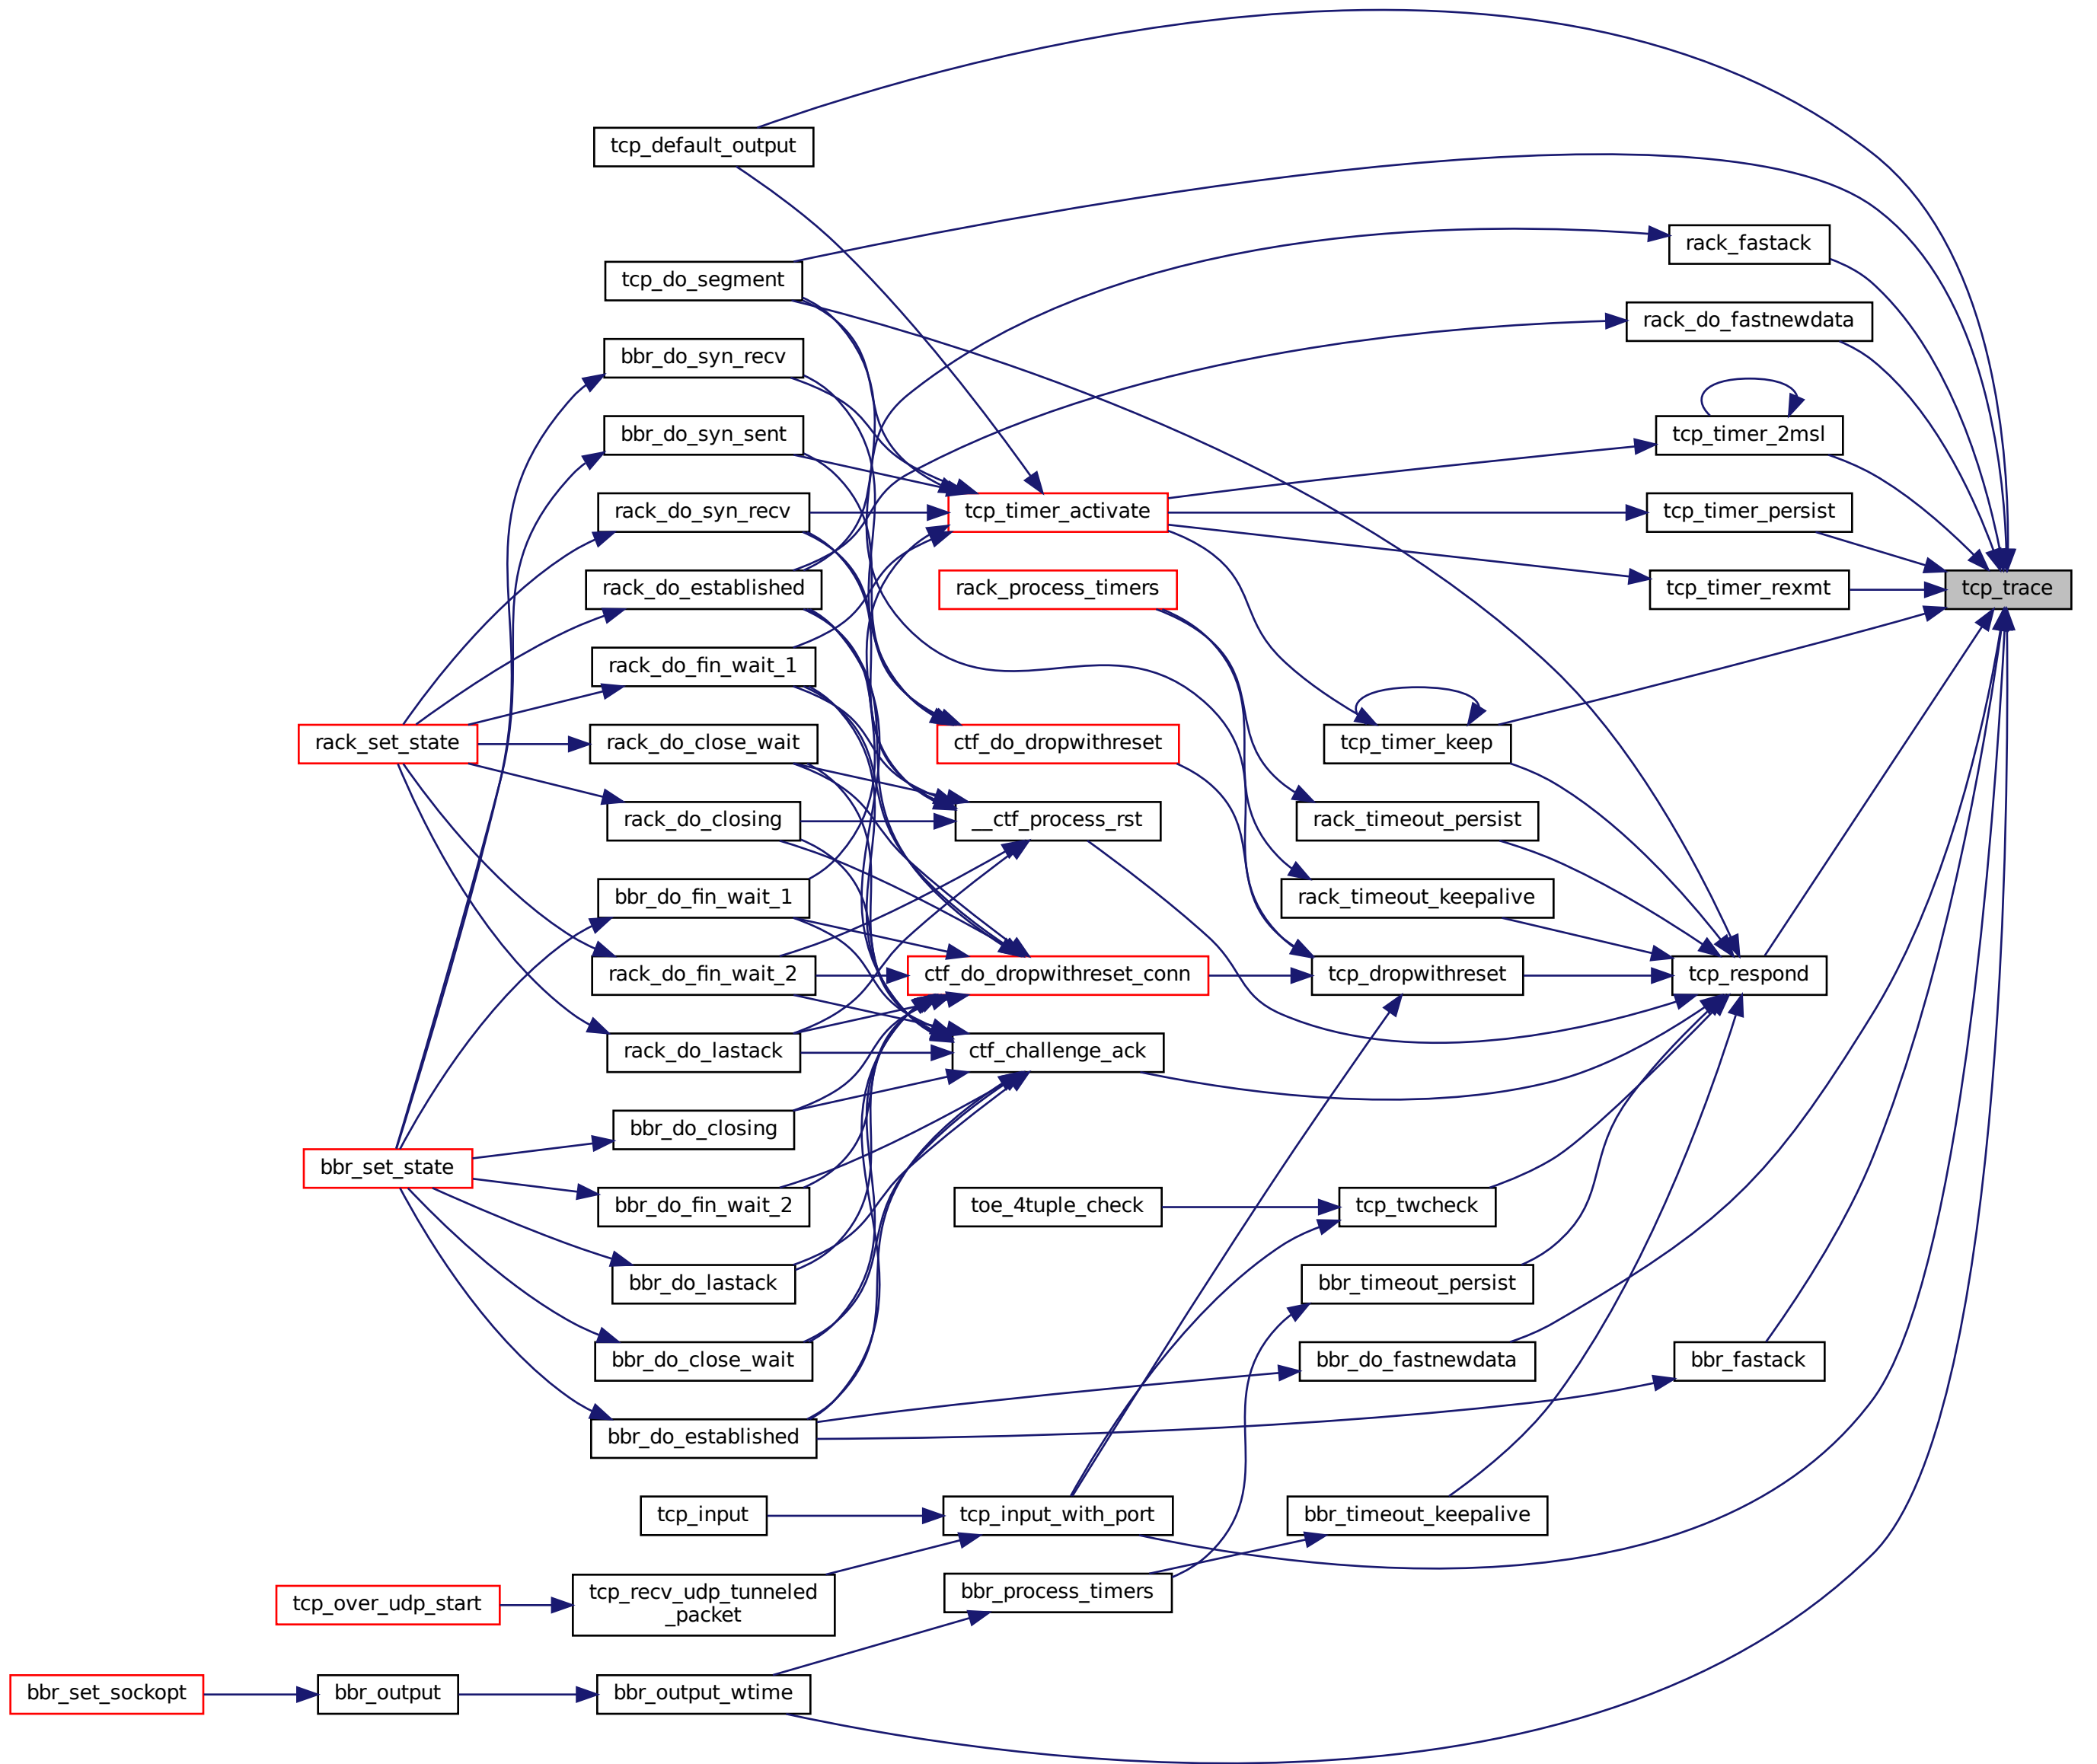 tcp_default_output
rack_fastack
tcp_do_segment
rack_do_fastnewdata
bbr_do_syn_recv
bbr_do_syn_sent
tcp_timer_2msl
rack_do_syn_recv
tcp_timer_activate
tcp_timer_persist
rack_do_established
rack_process_timers
tcp_timer_rexmt
tcp_trace
rack_do_fin_wait_1
rack_set_state
rack_do_close_wait
ctf_do_dropwithreset
tcp_timer_keep
rack_do_closing
__ctf_process_rst
rack_timeout_persist
bbr_do_fin_wait_1
rack_timeout_keepalive
rack_do_fin_wait_2
ctf_do_dropwithreset_conn
tcp_dropwithreset
tcp_respond
rack_do_lastack
ctf_challenge_ack
bbr_do_closing
bbr_set_state
bbr_do_fin_wait_2
toe_4tuple_check
tcp_twcheck
bbr_do_lastack
bbr_timeout_persist
bbr_do_close_wait
bbr_do_fastnewdata
bbr_fastack
bbr_do_established
tcp_input
tcp_input_with_port
bbr_timeout_keepalive
tcp_over_udp_start
tcp_recv_udp_tunneled
_packet
bbr_process_timers
bbr_set_sockopt
bbr_output
bbr_output_wtime